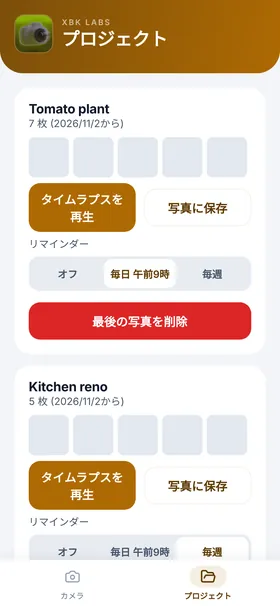 XBK LABS
プロジェクト
Tomato plant
7 枚 (2026/11/2から)
タイムラプスを
再生
写真に保存
リマインダー
オフ
毎日 午前9時
毎週
最後の写真を削除
Kitchen reno
5 枚 (2026/11/2から)
タイムラプスを
再生
写真に保存
リマインダー
オフ
毎日 午前9時
毎週
カメラ
プロジェクト